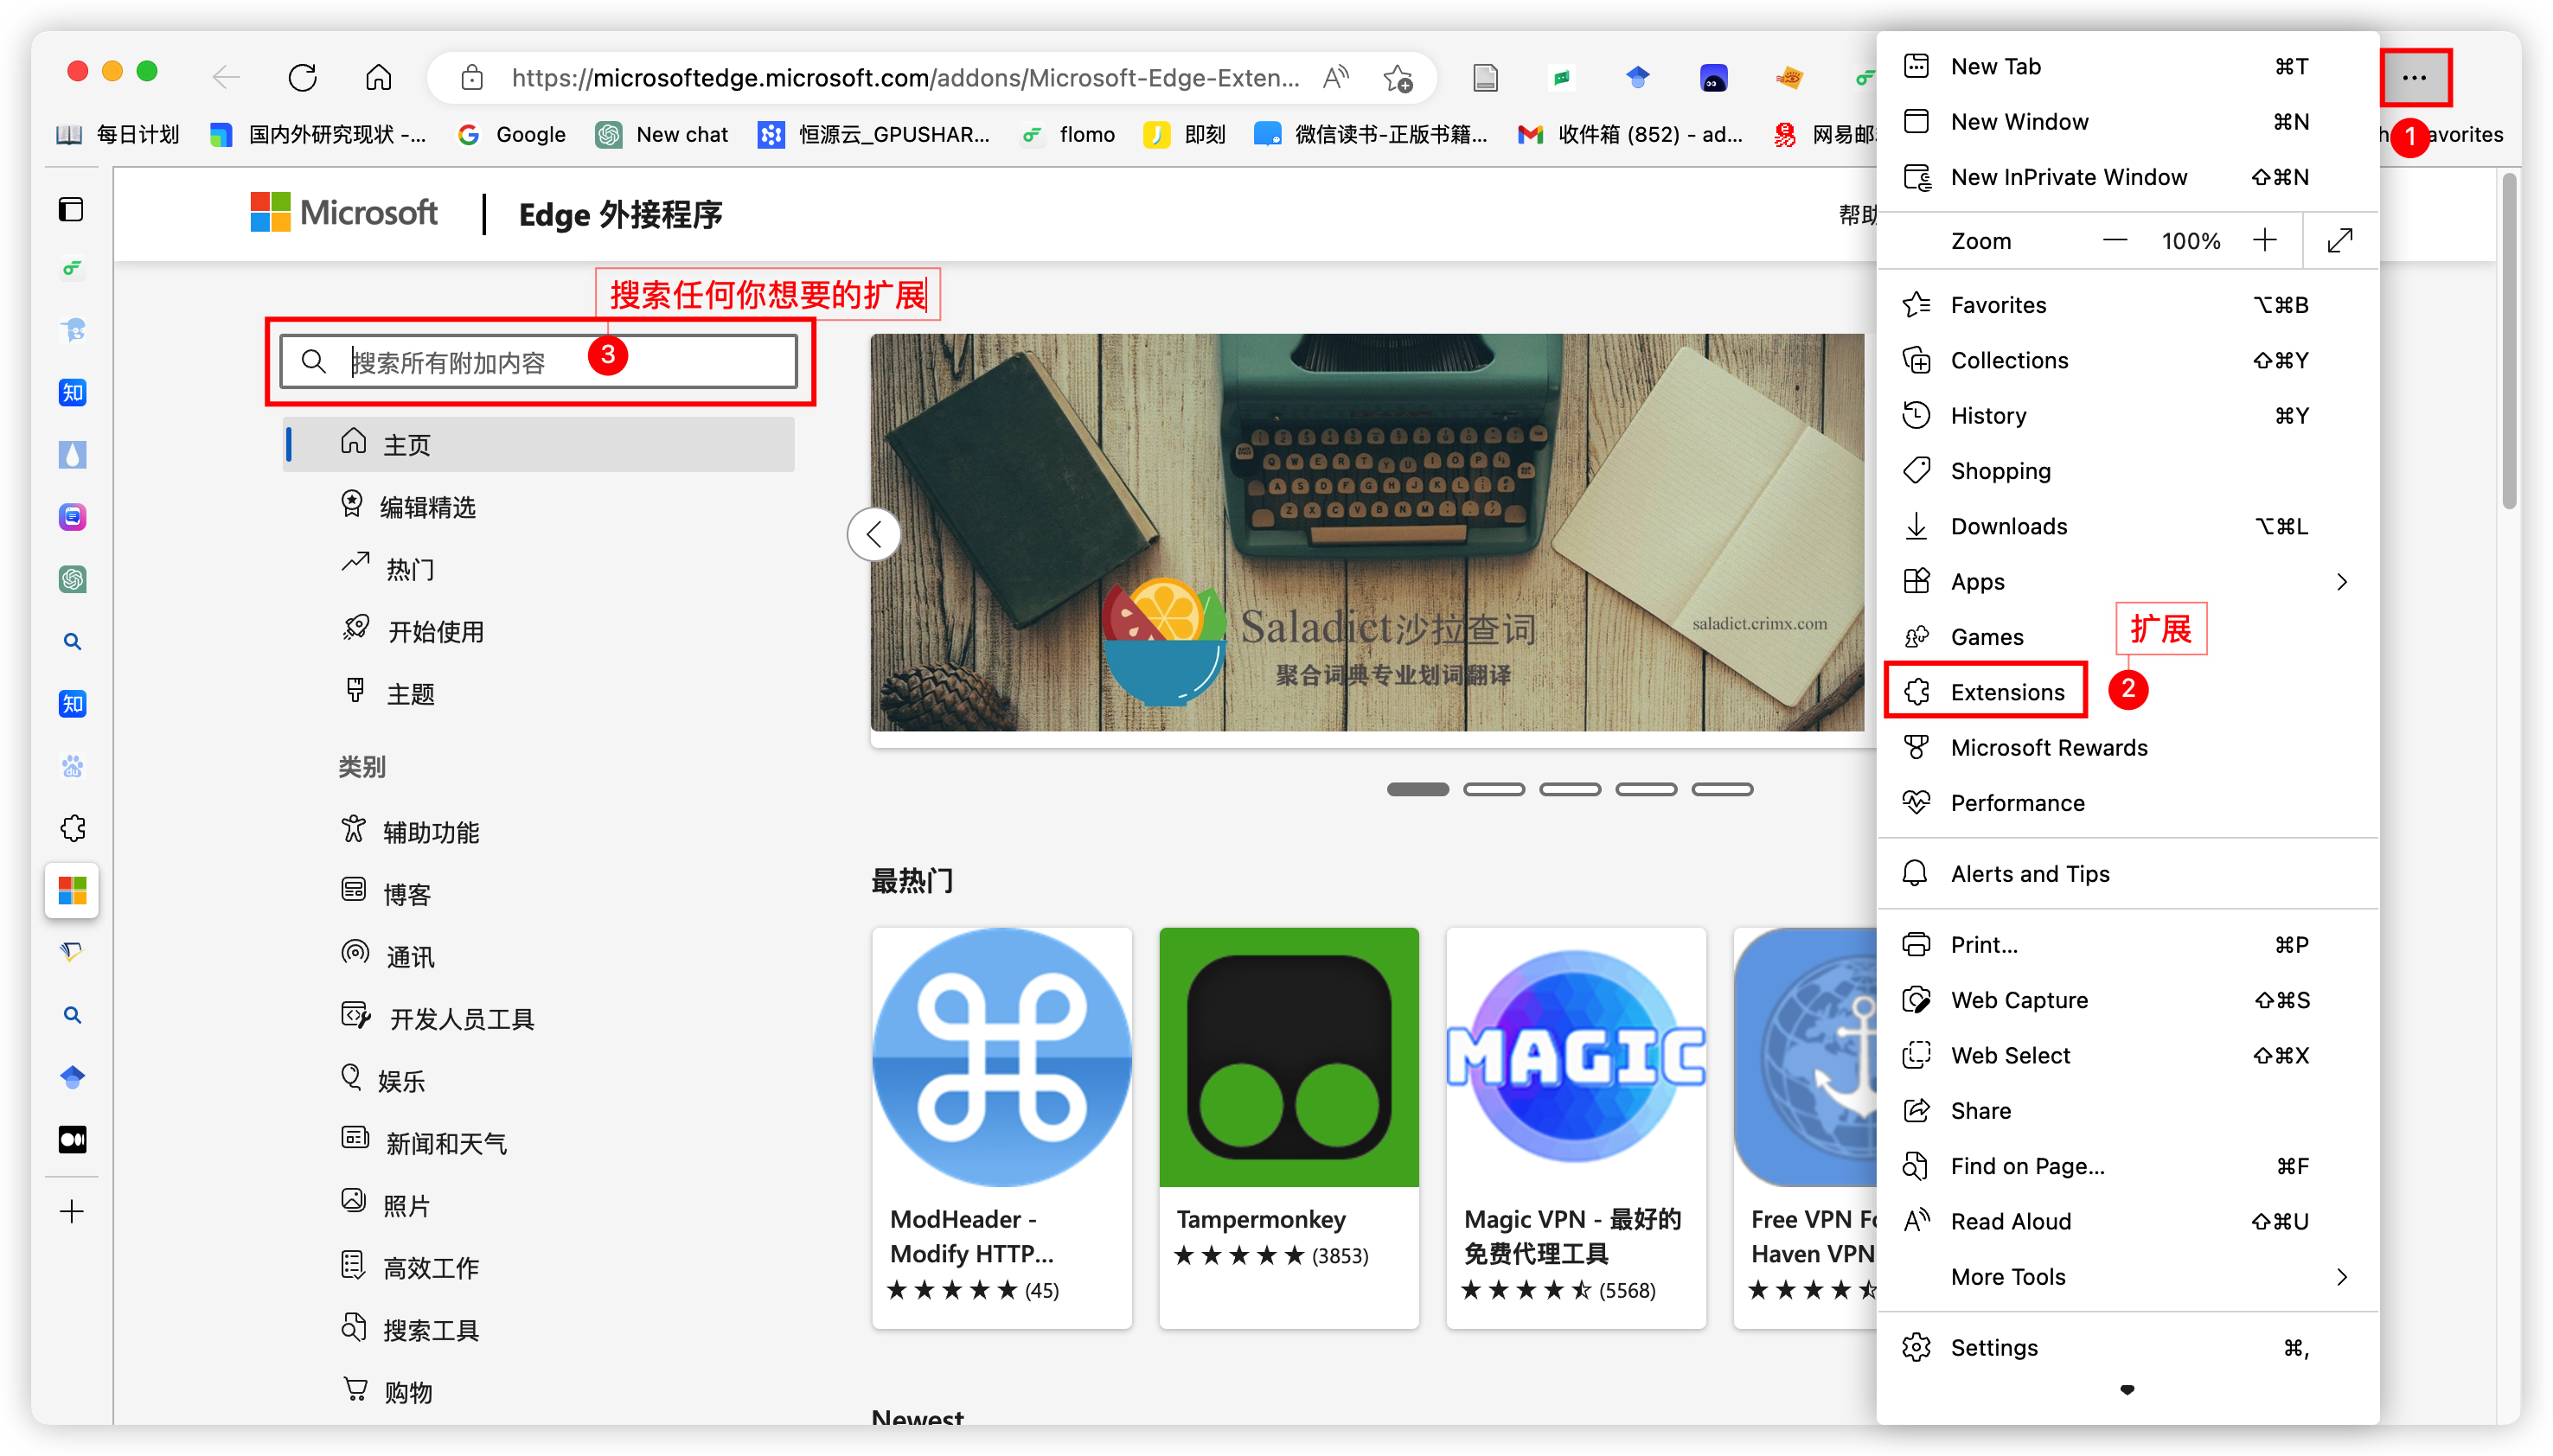 https://microsoftedge.microsoft.com/addons/Microsoft-Edge-Exten...
每日计划
国内外研究现状 -...
Google
New chat
恒源云_GPUSHAR...
flomo
即刻
微信读书-正版书籍...
收件箱 (852) - ad...
网易邮
avorites
1
Microsoft
Edge 外接程序
帮助
搜索任何你想要的扩展
搜索所有附加内容
3
主页
编辑精选
热门
开始使用
主题
类别
辅助功能
博客
通讯
开发人员工具
娱乐
新闻和天气
照片
高效工作
搜索工具
购物
Saladict沙拉查词
聚合词典专业划词翻译
saladict.crimx.com
最热门
MAGIC
ModHeader -
Modify HTTP...
(45)
Tampermonkey
(3853)
Magic VPN - 最好的
免费代理工具
(5568)
Free VPN Fo
Haven VPN
Newest
New Tab ⌘T
New Window ⌘N
New InPrivate Window ⇧⌘N
Zoom — 100% +
Favorites ⌥⌘B
Collections ⇧⌘Y
History ⌘Y
Shopping
Downloads ⌥⌘L
Apps
Games
扩展
Extensions
2
Microsoft Rewards
Performance
Alerts and Tips
Print... ⌘P
Web Capture ⇧⌘S
Web Select ⇧⌘X
Share
Find on Page... ⌘F
Read Aloud ⇧⌘U
More Tools
Settings ⌘,